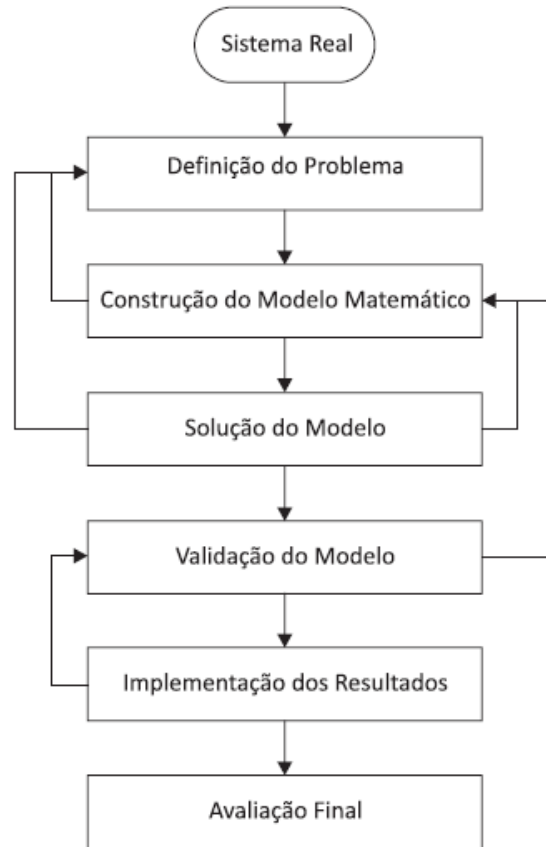 Sistema Real
Definição do Problema
Construção do Modelo Matemático
Solução do Modelo
Validação do Modelo
Implementação dos Resultados
Avaliação Final